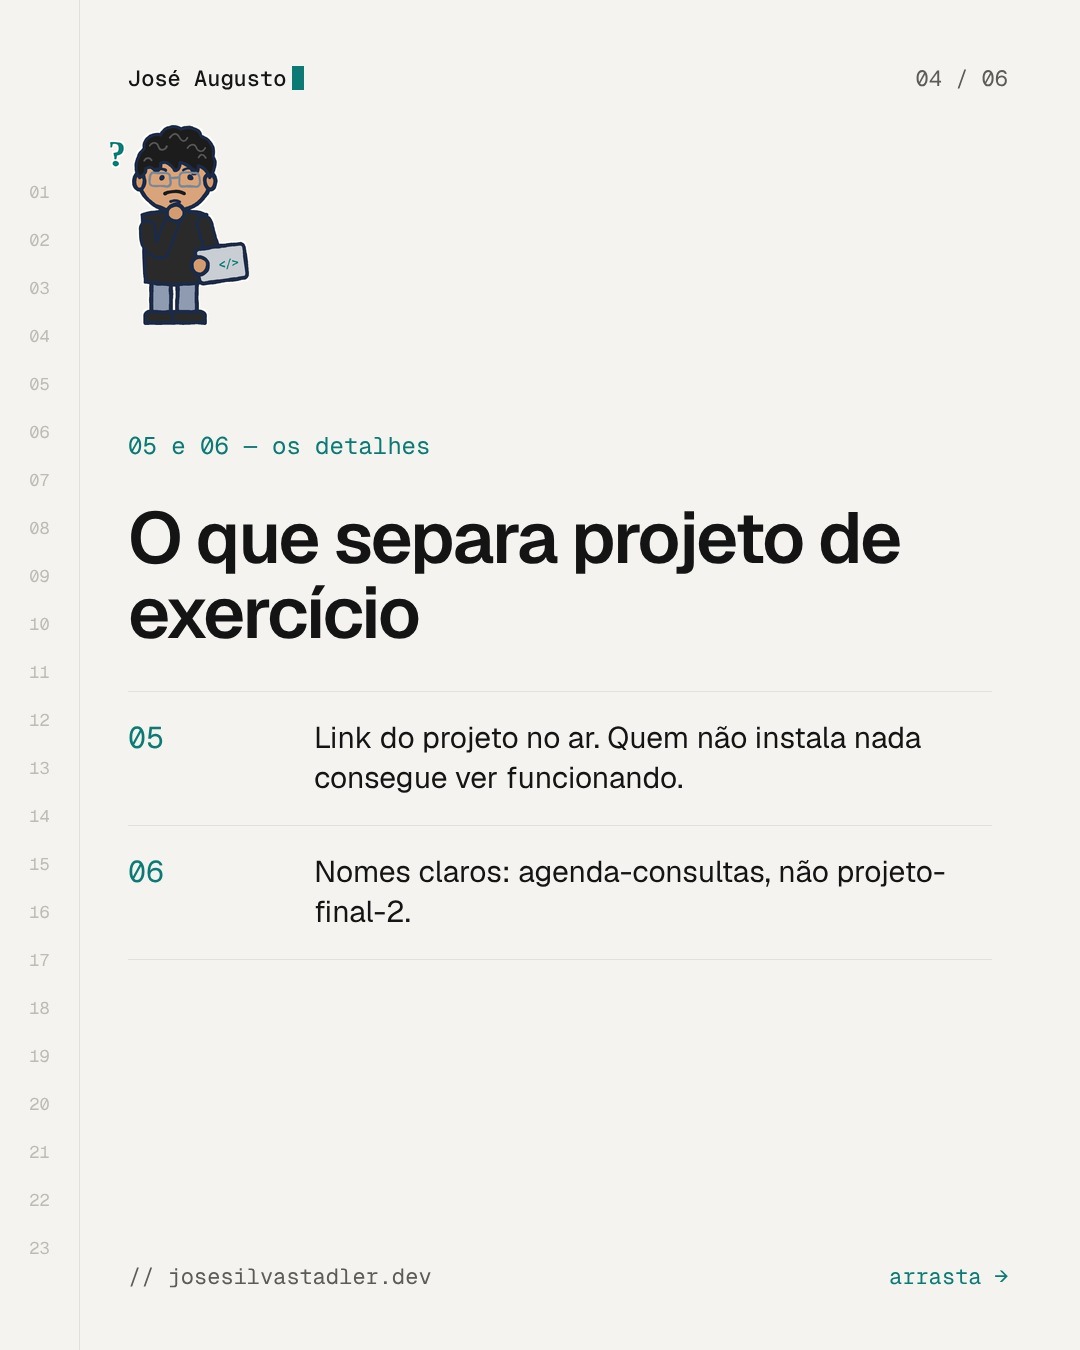 José Augusto
04 / 06
?
</>
01
02
03
04
05
06
07
08
09
10
11
12
13
14
15
16
17
18
19
20
21
22
23
05 e 06 — os detalhes
O que separa projeto de
exercício
05
Link do projeto no ar. Quem não instala nada
consegue ver funcionando.
06
Nomes claros: agenda-consultas, não projeto-
final-2.
// josesilvastadler.dev
arrasta →